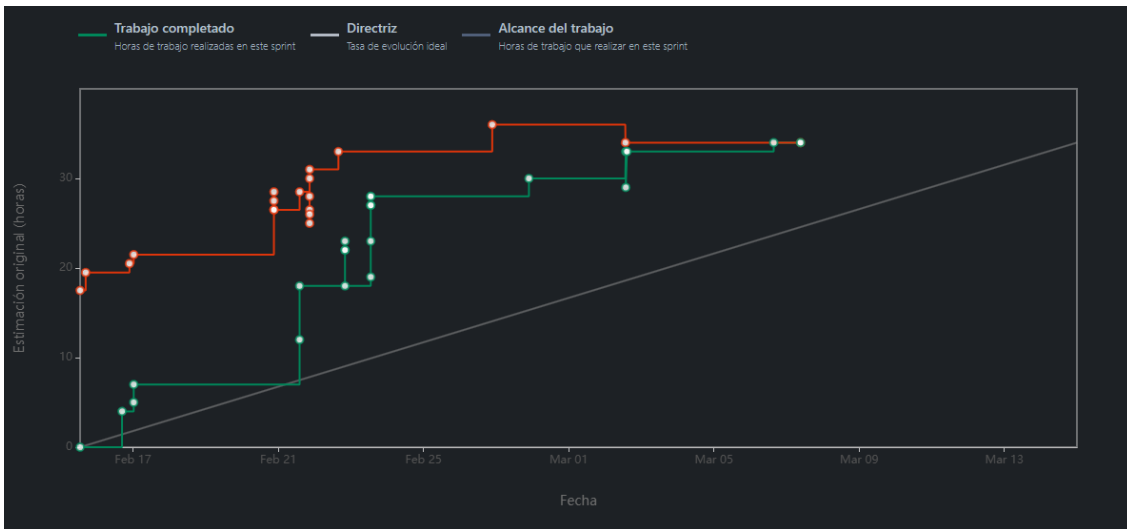 Trabajo completado
Horas de trabajo realizadas en este sprint
Directriz
Tasa de evolución ideal
Alcance del trabajo
Horas de trabajo que realizar en este sprint
Estimación original (horas)
30
20
10
0
Feb 17
Feb 21
Feb 25
Mar 01
Mar 05
Mar 09
Mar 13
Fecha